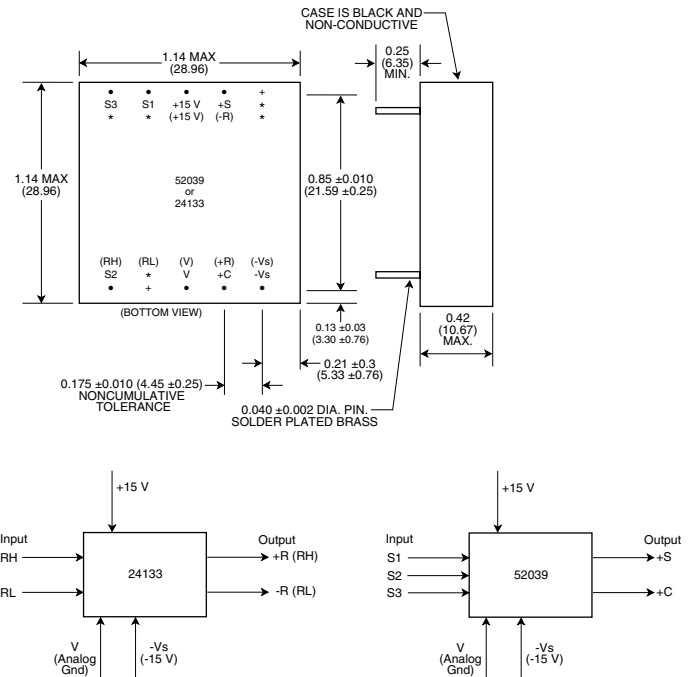 CASE IS BLACK AND
NON-CONDUCTIVE
1.14 MAX
(28.96)
0.25
(6.35)
MIN.
S3 S1 +15 V +S +
* * (+15 V) (-R) *
*
1.14 MAX
(28.96)
52039
or
24133
0.85 ±0.010
(21.59 ±0.25)
(RH) (RL) (V) (+R) (-Vs)
S2 * V +C -Vs
+
(BOTTOM VIEW)
0.13 ±0.03
(3.30 ±0.76)
0.42
(10.67)
MAX.
0.21 ±0.3
(5.33 ±0.76)
0.175 ±0.010 (4.45 ±0.25)
NONCUMULATIVE
TOLERANCE
0.040 ±0.002 DIA. PIN.
SOLDER PLATED BRASS
+15 V
Input
RH
RL
24133
Output
+R (RH)
-R (RL)
V
(Analog
Gnd)
-Vs
(-15 V)
+15 V
Input
S1
S2
S3
52039
Output
+S
+C
V
(Analog
Gnd)
-Vs
(-15 V)